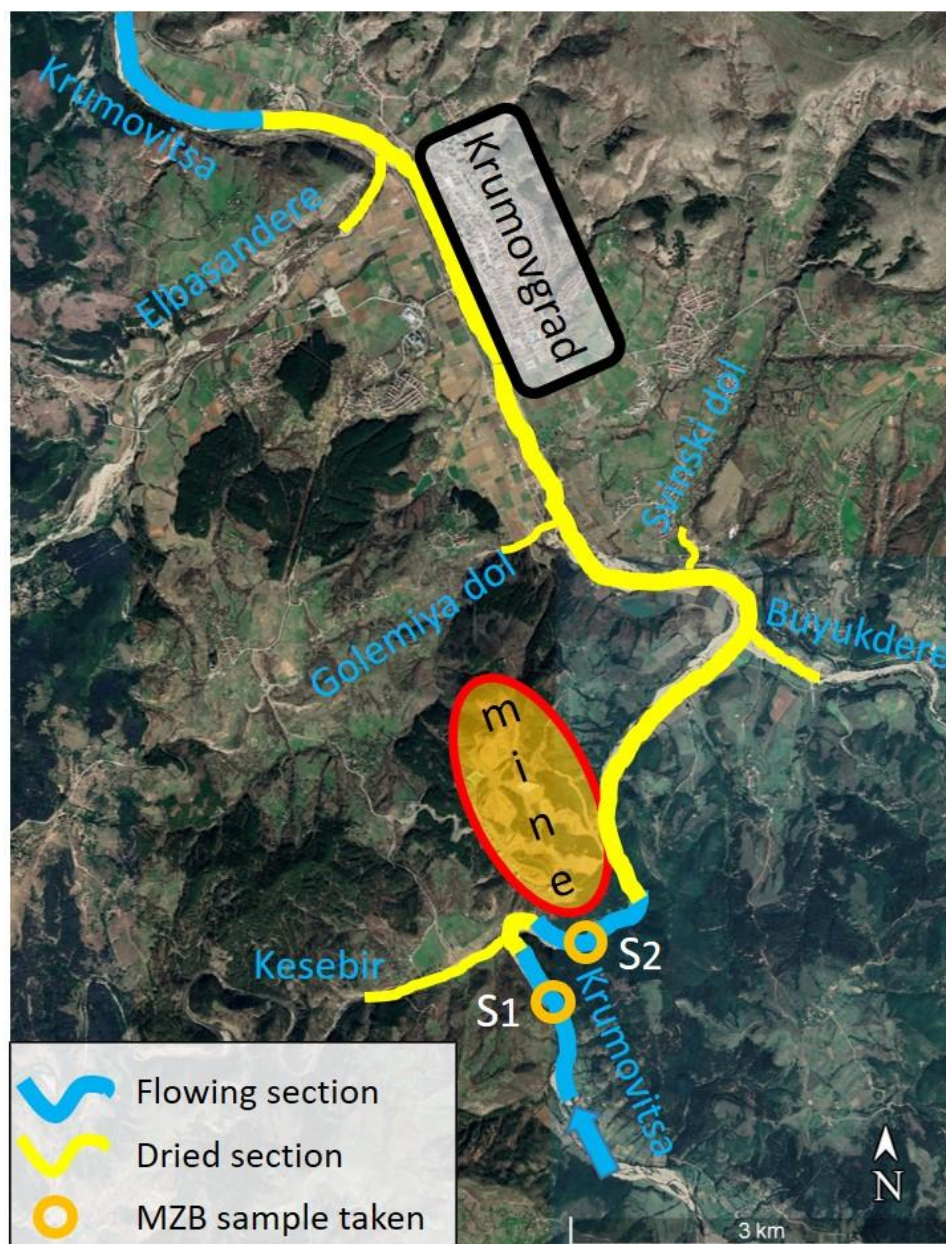 Krumovitsa
Krumovgrad
Elbasandere
Svinski dol
Golemiya dol
Buyukdere
mine
Kesebir
S2
S1
Krumovitsa
Flowing section
Dried section
MZB sample taken
N
3 km